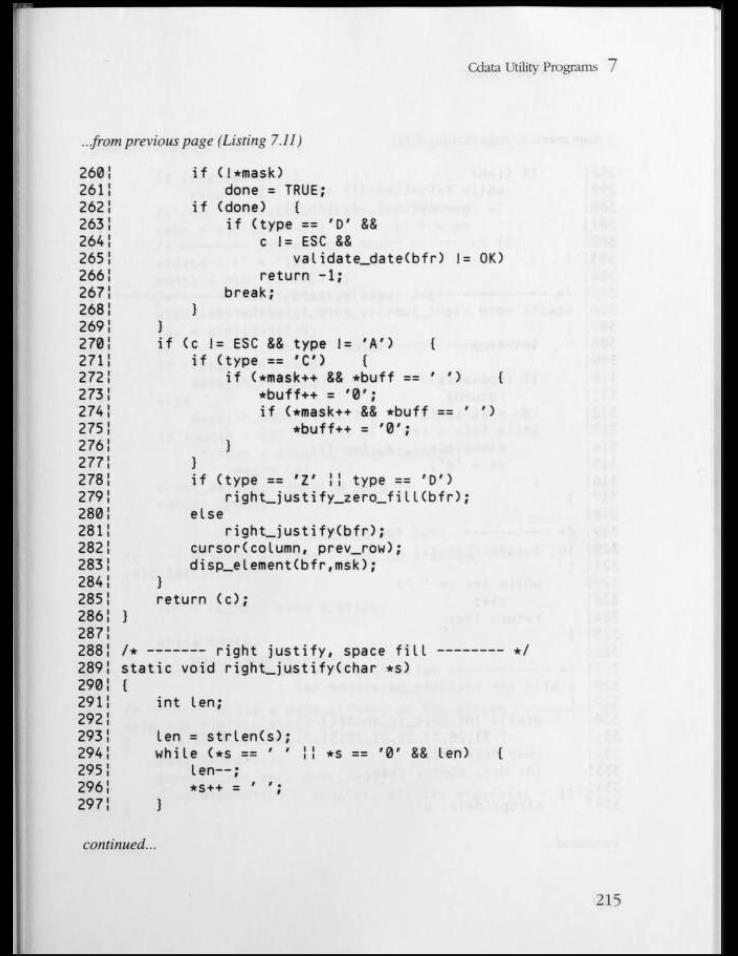 Cdata Utility Programs 7
...from previous page (Listing 7.11)
260¦         if (!*mask)
261¦             done = TRUE;
262¦         if (done)   {
263¦             if (type == 'D' &&
264¦                 c != ESC &&
265¦                     validate_date(bfr) != OK)
266¦                 return -1;
267¦             break;
268¦         }
269¦     }
270¦     if (c != ESC && type != 'A')    {
271¦         if (type == 'C')    {
272¦             if (*mask++ && *buff == ' ')    {
273¦                 *buff++ = '0';
274¦                 if (*mask++ && *buff == ' ')
275¦                     *buff++ = '0';
276¦             }
277¦         }
278¦         if (type == 'Z' ¦¦ type == 'D')
279¦             right_justify_zero_fill(bfr);
280¦         else
281¦             right_justify(bfr);
282¦         cursor(column, prev_row);
283¦         disp_element(bfr,msk);
284¦     }
285¦     return (c);
286¦ }
287¦
288¦ /* ------- right justify, space fill -------- */
289¦ static void right_justify(char *s)
290¦ {
291¦     int len;
292¦
293¦     len = strlen(s);
294¦     while (*s == ' ' ¦¦ *s == '0' && len)   {
295¦         len--;
296¦         *s++ = ' ';
297¦     }
continued...
215